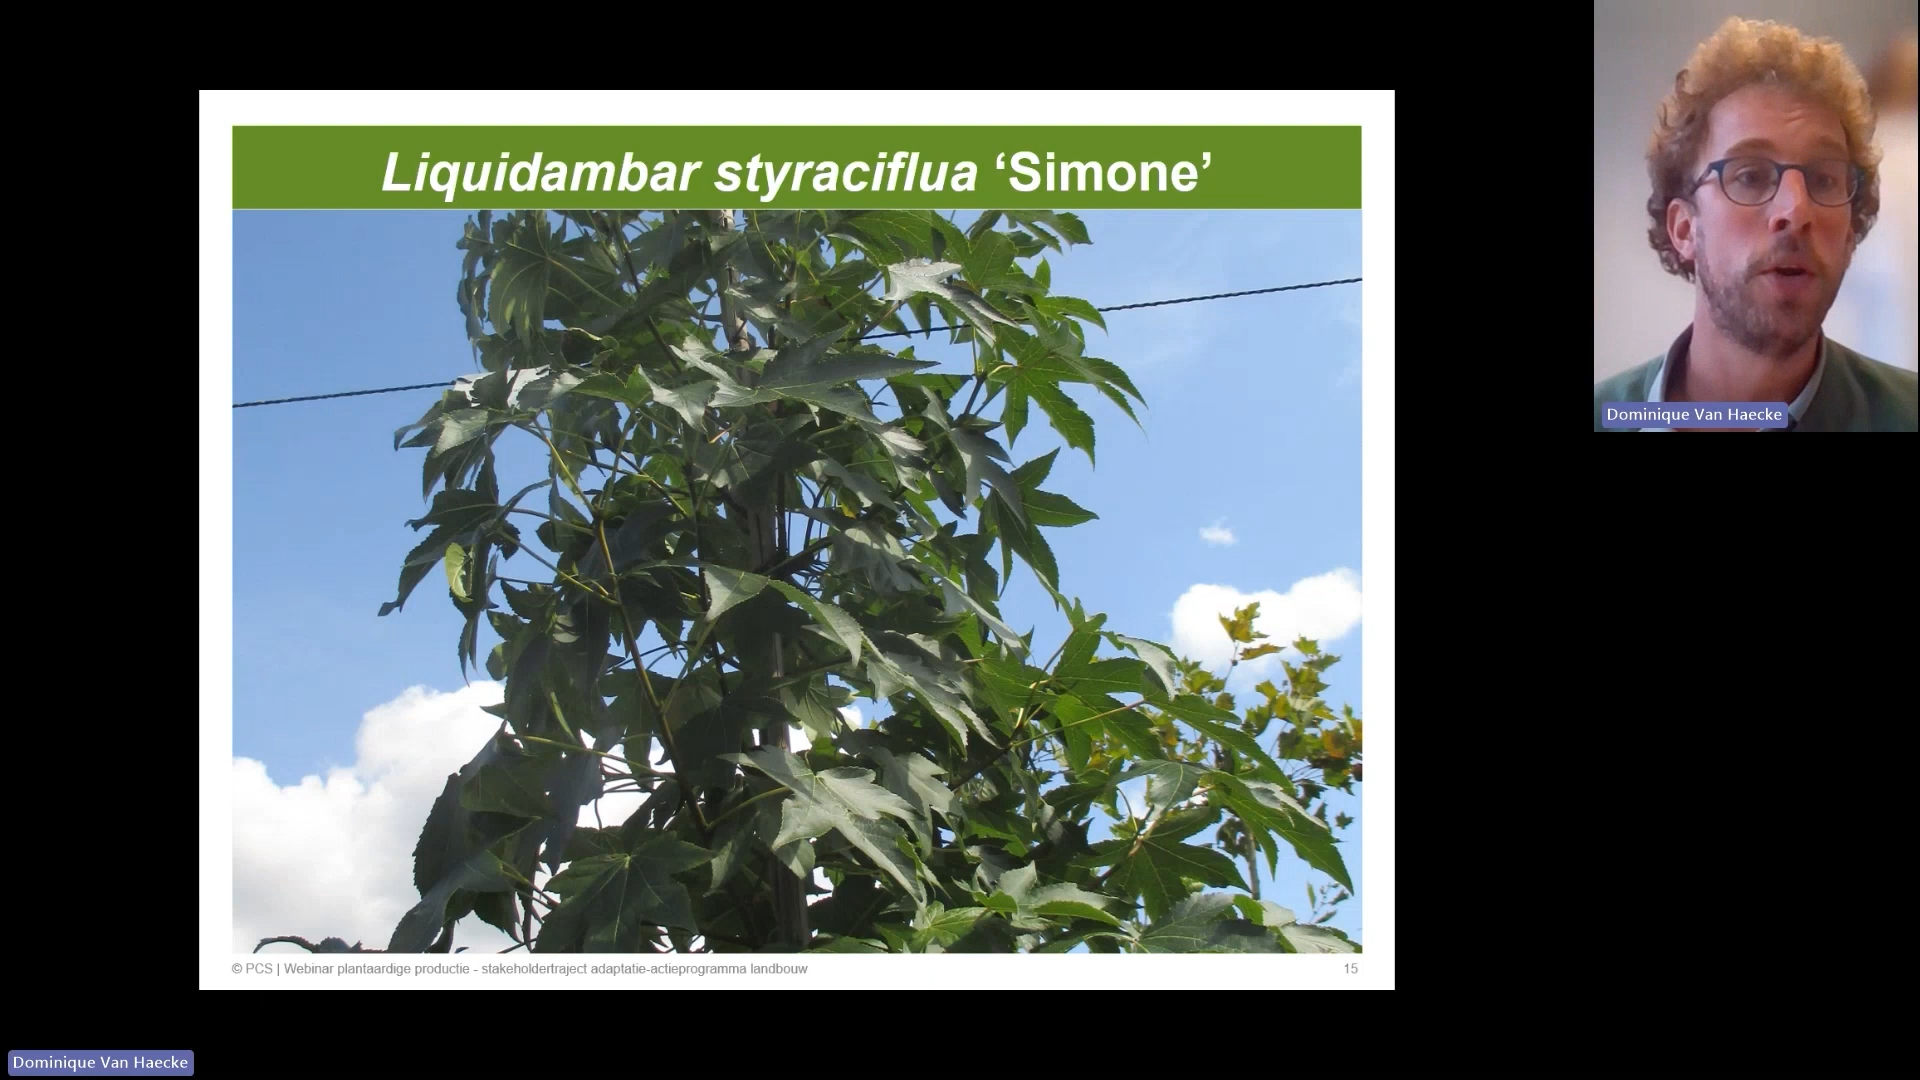 Liquidambar styraciflua ‘Simone’
Dominique Van Haecke
© PCS | Webinar plantaardige productie - stakeholdertraject adaptatie-actieprogramma landbouw
15
Dominique Van Haecke